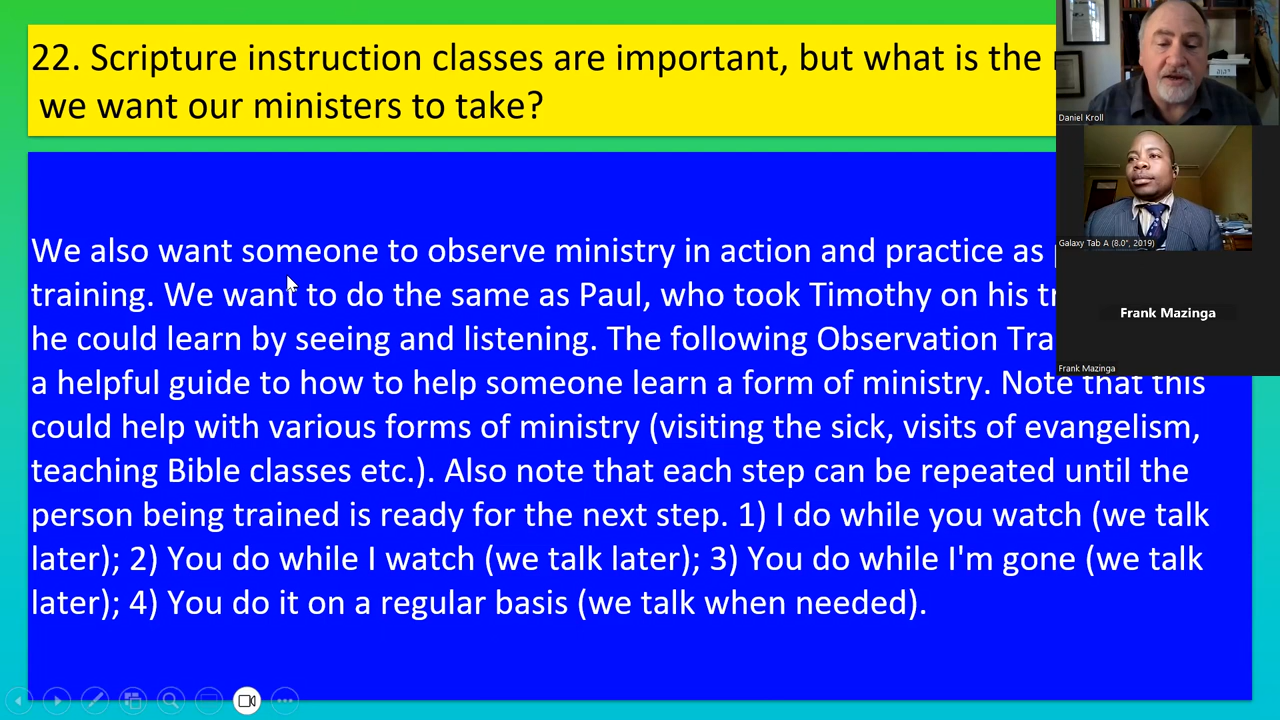 22. Scripture instruction classes are important, but what is the
we want our ministers to take?
We also want someone to observe ministry in action and practice as
training. We want to do the same as Paul, who took Timothy on his
he could learn by seeing and listening. The following Observation
a helpful guide to how to help someone learn a form of ministry. Note that this
could help with various forms of ministry (visiting the sick, visits of evangelism,
teaching Bible classes etc.). Also note that each step can be repeated until the
person being trained is ready for the next step. 1) I do while you watch (we talk
later); 2) You do while I watch (we talk later); 3) You do while I'm gone (we talk
later); 4) You do it on a regular basis (we talk when needed).
Daniel Kroll
Galaxy Tab A (8.0", 2019)
Frank Mazinga
Frank Mazinga